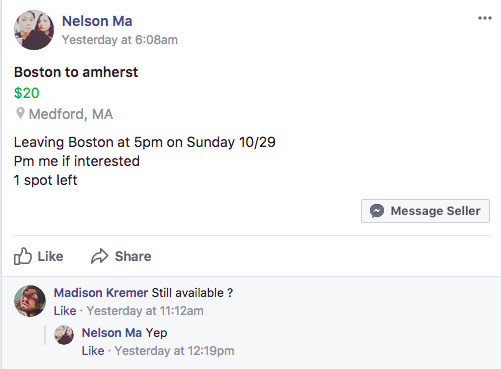 Nelson Ma
Yesterday at 6:08am
Boston to amherst
$20
Medford, MA
Leaving Boston at 5pm on Sunday 10/29
Pm me if interested
1 spot left
Message Seller
Like Share
Madison Kremer Still available ?
Like · Yesterday at 11:12am
Nelson Ma Yep
Like · Yesterday at 12:19pm